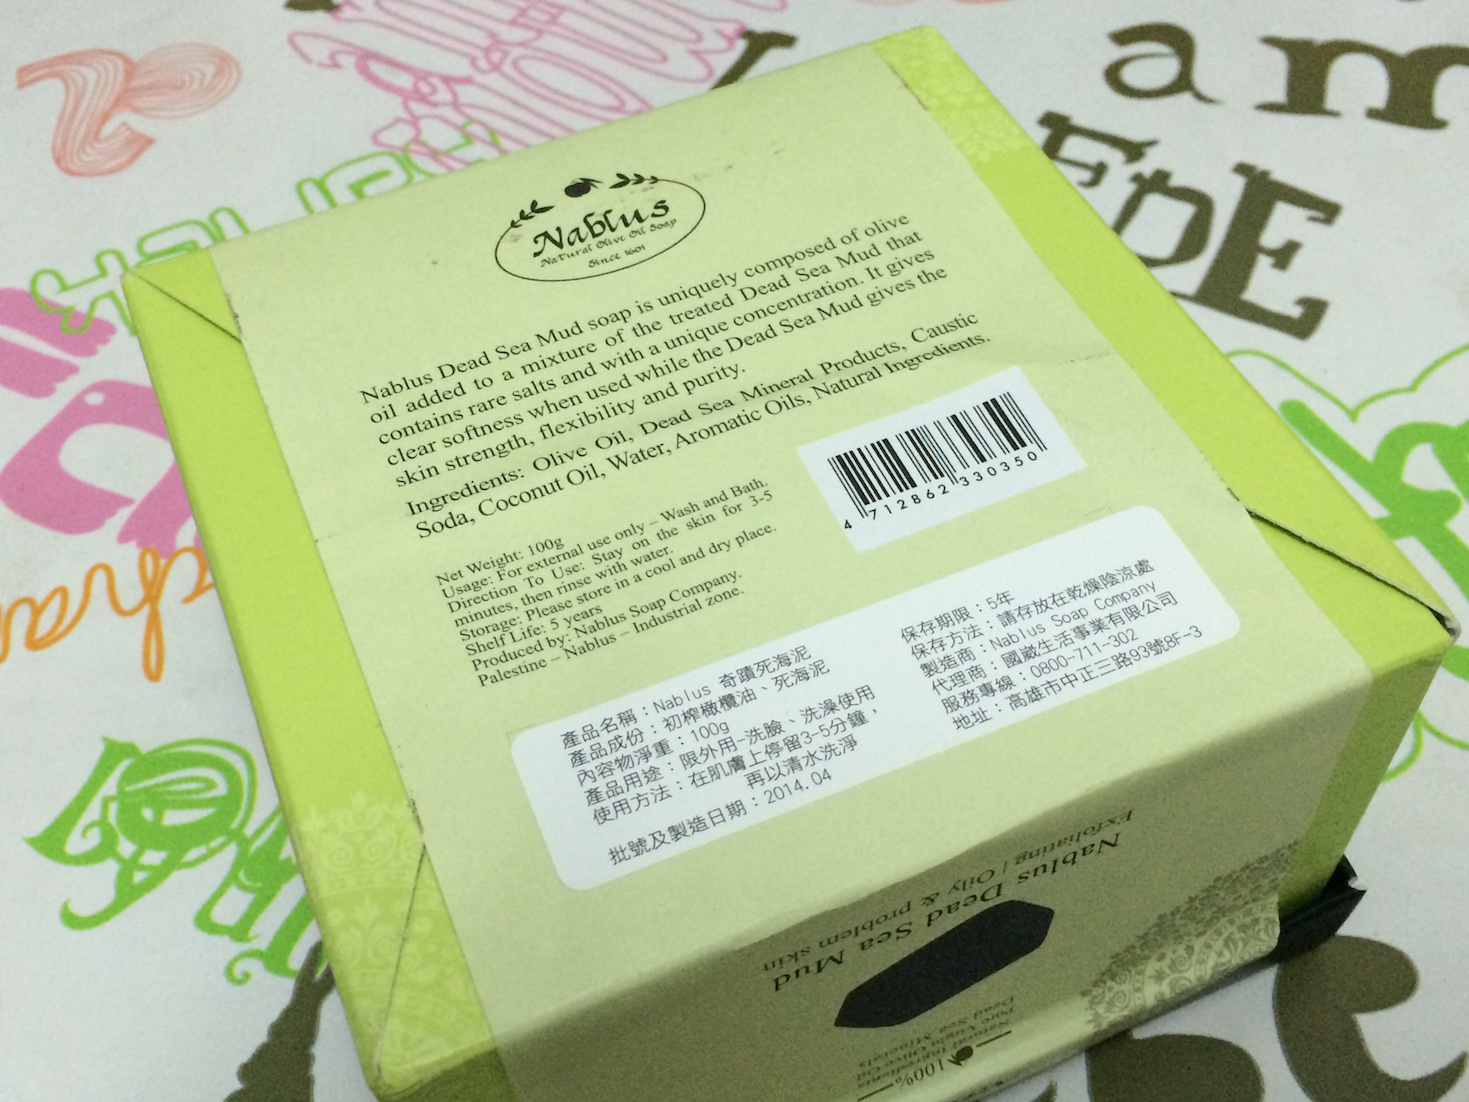 Nablus
Natural Olive Oil Soap
Since 1601
Nablus Dead Sea Mud soap is uniquely composed of olive
oil added to a mixture of the treated Dead Sea Mud that
contains rare salts and with a unique concentration. It gives
clear softness when used while the Dead Sea Mud gives the
skin strength, flexibility and purity.
Ingredients: Olive Oil, Dead Sea Mineral Products, Caustic
Soda, Coconut Oil, Water, Aromatic Oils, Natural Ingredients.
Net Weight: 100g
Usage: For external use only – Wash and Bath.
Direction To Use: Stay on the skin for 3-5
minutes, then rinse with water.
Storage: Please store in a cool and dry place.
Shelf Life: 5 years
Produced by: Nablus Soap Company.
Palestine – Nablus – Industrial zone.
4 712862 330350
產品名稱：Nablus 奇蹟死海泥
產品成份：初榨橄欖油、死海泥
內容物淨重：100g
產品用途：限外用-洗臉、洗澡使用
使用方法：在肌膚上停留3-5分鐘，
再以清水洗淨
批號及製造日期：2014.04
保存期限：5年
保存方法：請存放在乾燥陰涼處
製造商：Nablus Soap Company
代理商：國崴生活事業有限公司
服務專線：0800-711-302
地址：高雄市中正三路93號8F-3
Nablus Dead Sea Mud
Exfoliating | Oily & problem skin
100%
Natural Ingredients
Pure Virgin Olive Oil
Dead Sea Minerals